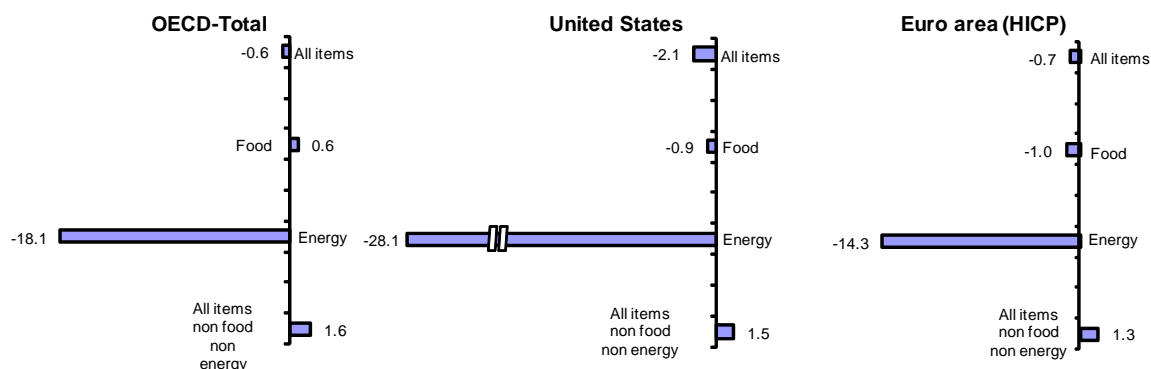 OECD-Total
-0.6 All items
Food 0.6
-18.1 Energy
All items
non food
non
energy
1.6
United States
-2.1 All items
-0.9 Food
-28.1 Energy
All items
non food
non energy
1.5
Euro area (HICP)
-0.7 All items
-1.0 Food
-14.3 Energy
All items
non food
non energy
1.3